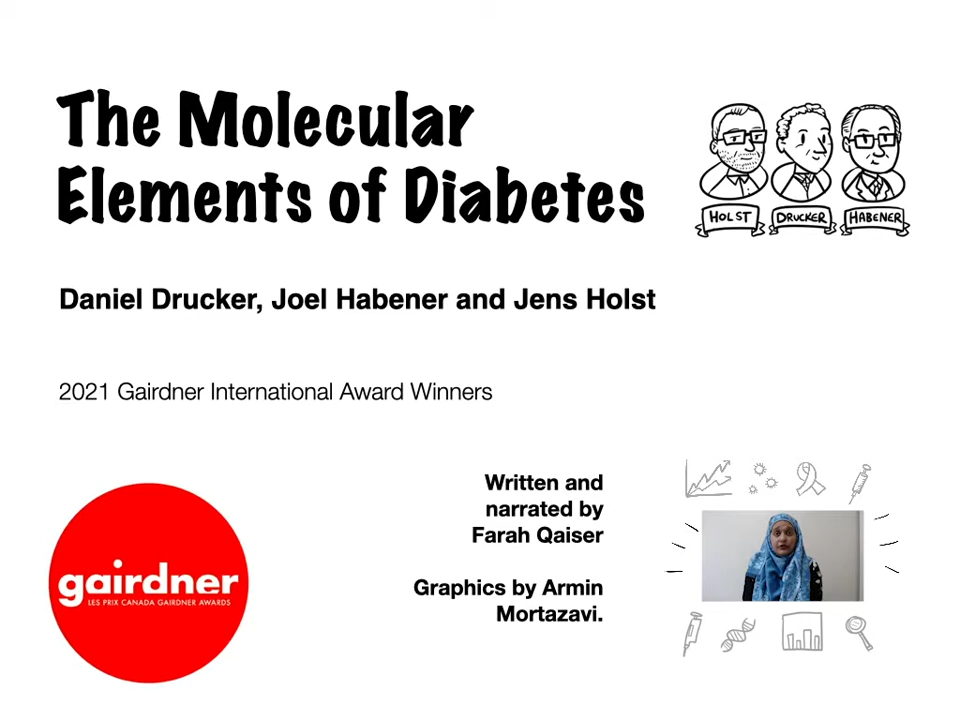 The Molecular
Elements of Diabetes
HOLST
DRUCKER
HABENER
Daniel Drucker, Joel Habener and Jens Holst
2021 Gairdner International Award Winners
gairdner
LES PRIX CANADA GAIRDNER AWARDS
Written and
narrated by
Farah Qaiser
Graphics by Armin
Mortazavi.